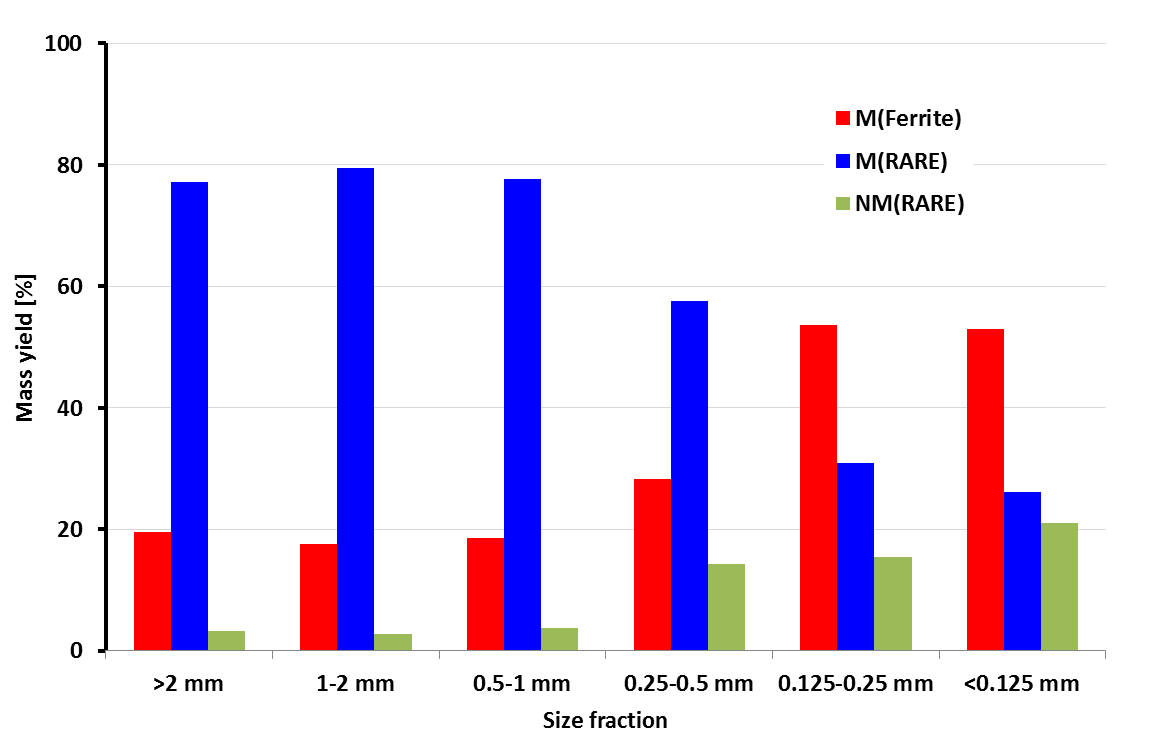 100
80
60
40
20
0
Mass yield [%]
M(Ferrite)
M(RARE)
NM(RARE)
>2 mm
1-2 mm
0.5-1 mm
0.25-0.5 mm
0.125-0.25 mm
<0.125 mm
Size fraction